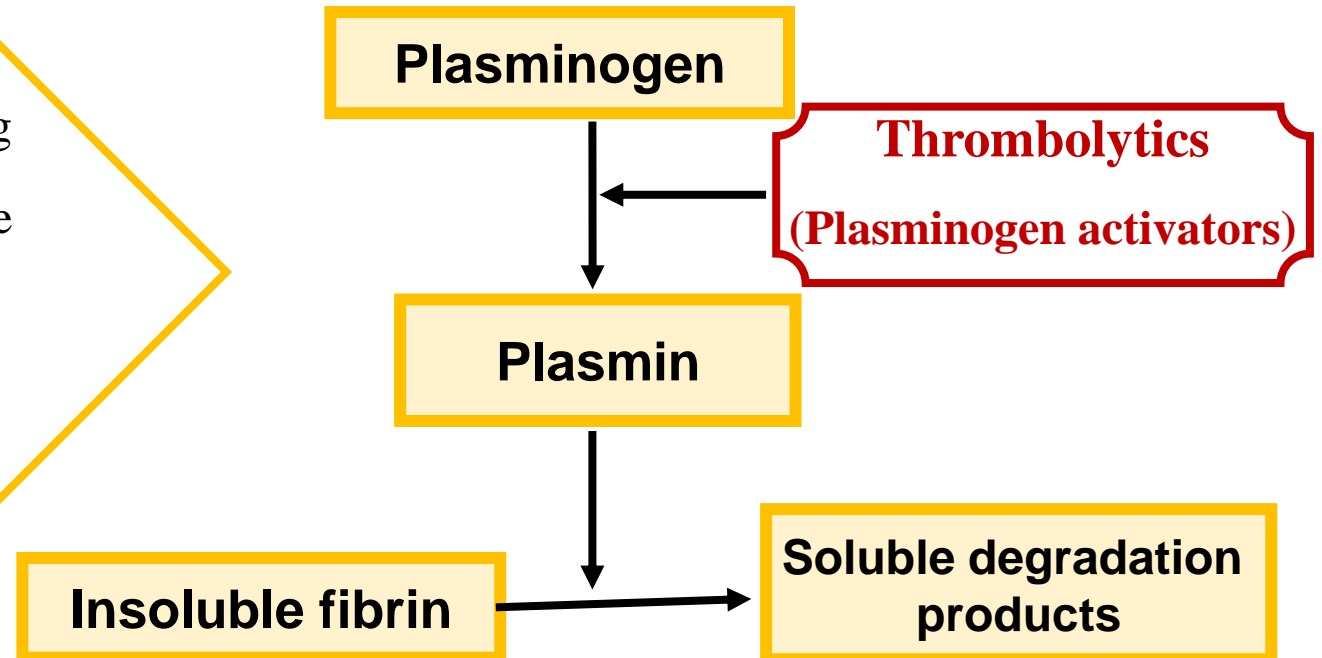 g
e
Plasminogen
Thrombolytics
(Plasminogen activators)
Plasmin
Insoluble fibrin
Soluble degradation
products